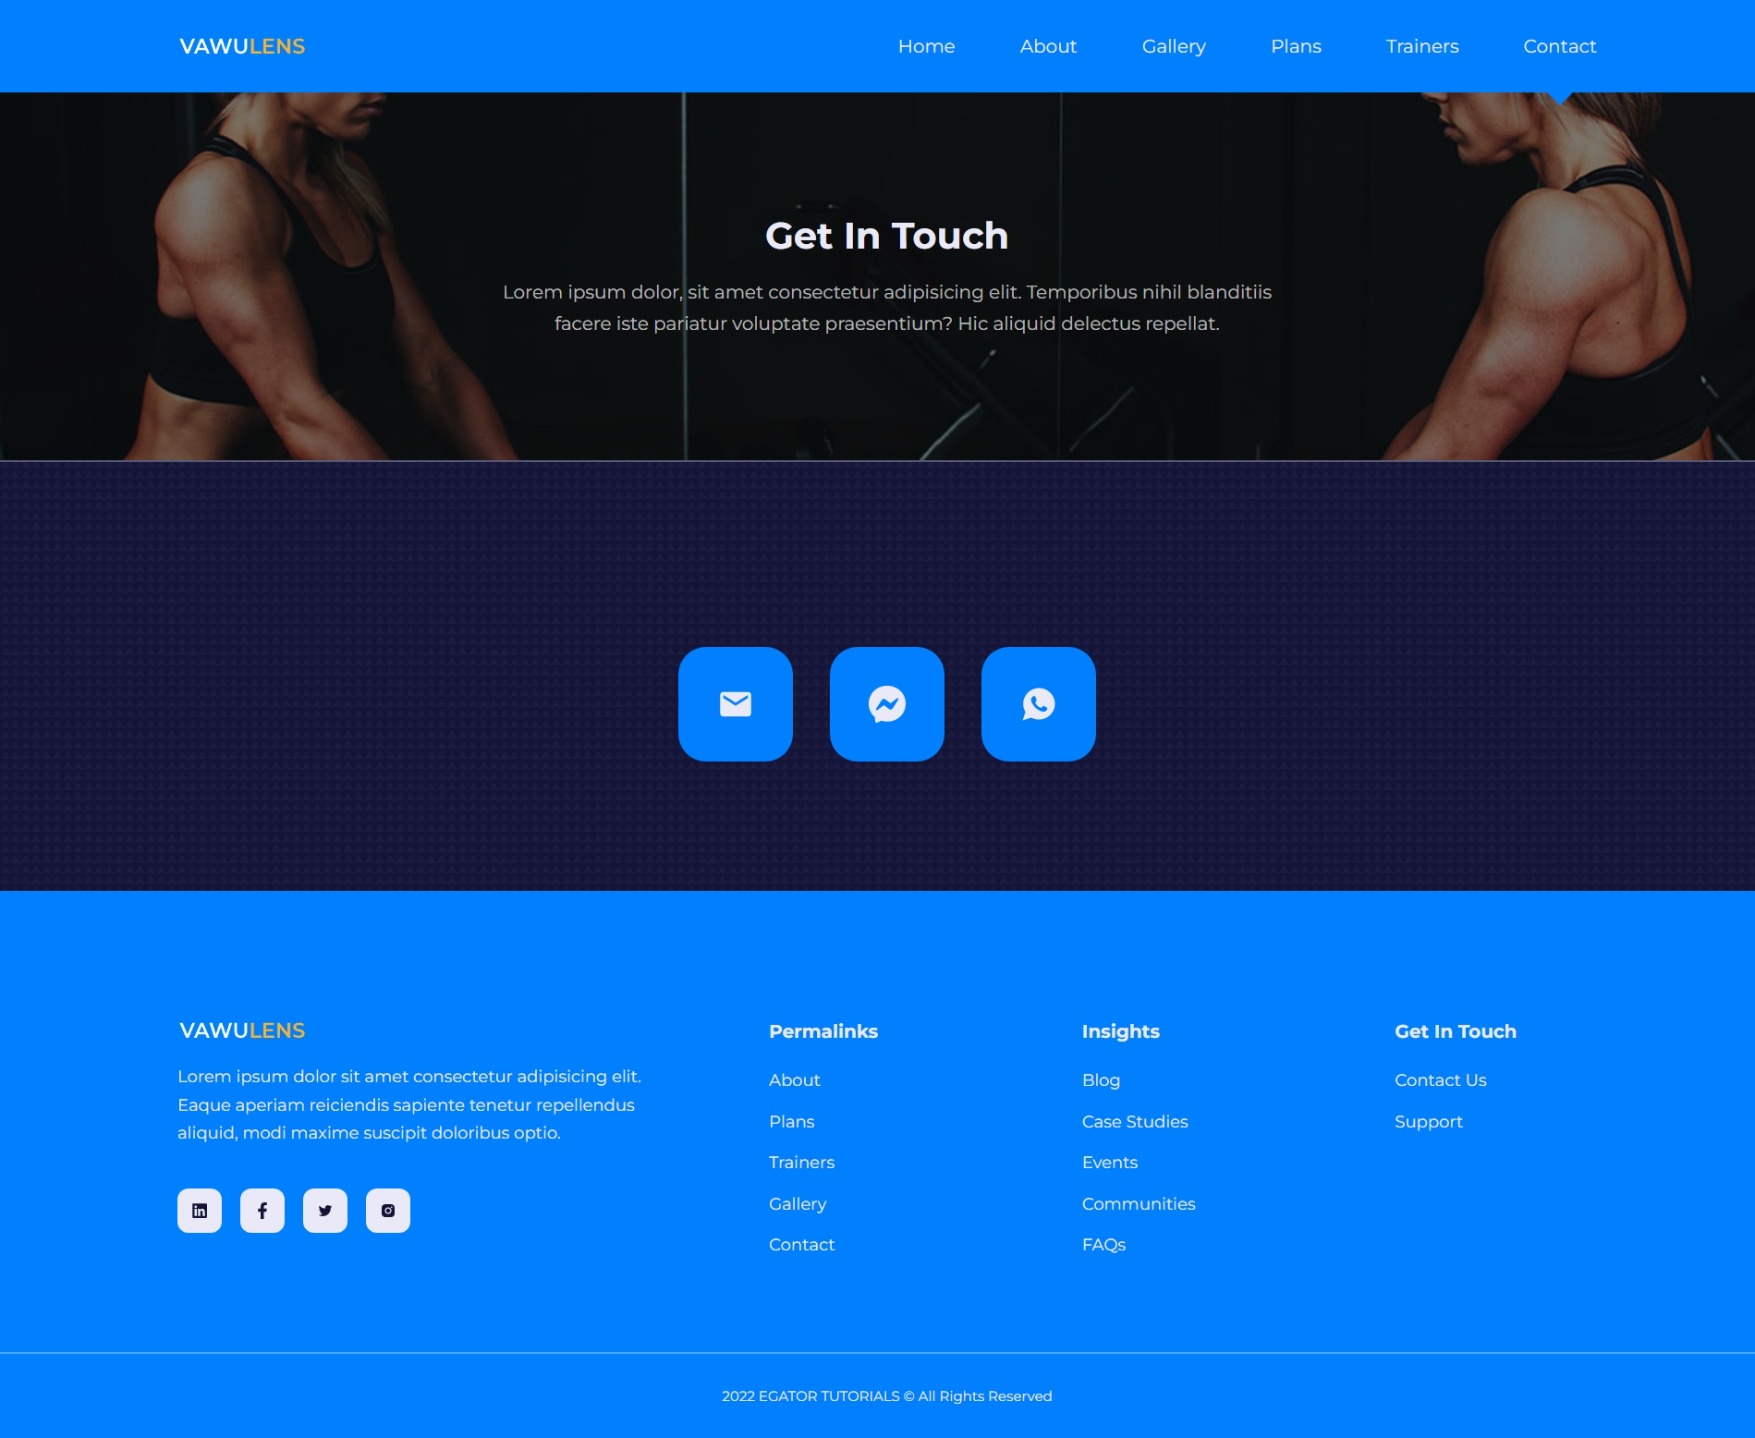 VAWULENS
Home
About
Gallery
Plans
Trainers
Contact
Get In Touch
Lorem ipsum dolor, sit amet consectetur adipisicing elit. Temporibus nihil blanditiis
facere iste pariatur voluptate praesentium? Hic aliquid delectus repellat.
VAWULENS
Lorem ipsum dolor sit amet consectetur adipisicing elit.
Eaque aperiam reiciendis sapiente tenetur repellendus
aliquid, modi maxime suscipit doloribus optio.
Permalinks
About
Plans
Trainers
Gallery
Contact
Insights
Blog
Case Studies
Events
Communities
FAQs
Get In Touch
Contact Us
Support
2022 EGATOR TUTORIALS © All Rights Reserved